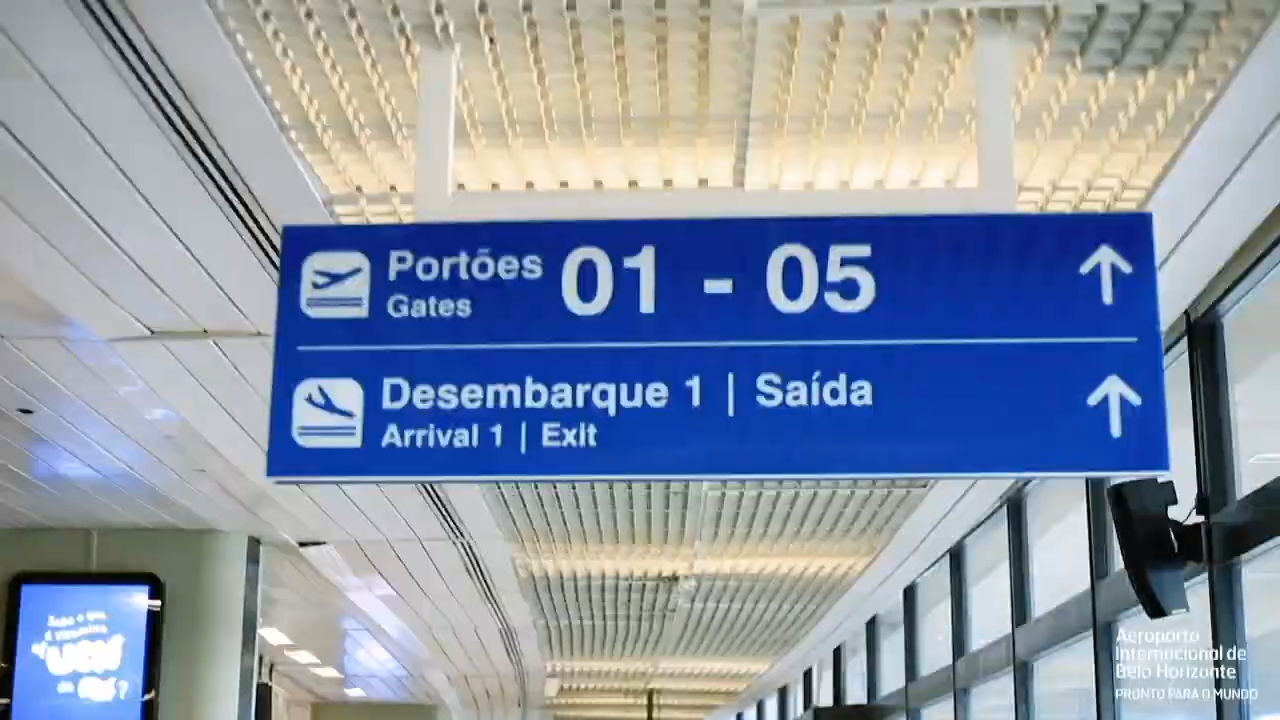 Portões 01 - 05
Gates
Desembarque 1 | Saída
Arrival 1 | Exit
Aeroporto
Internacional de
Belo Horizonte
PRONTO PARA O MUNDO